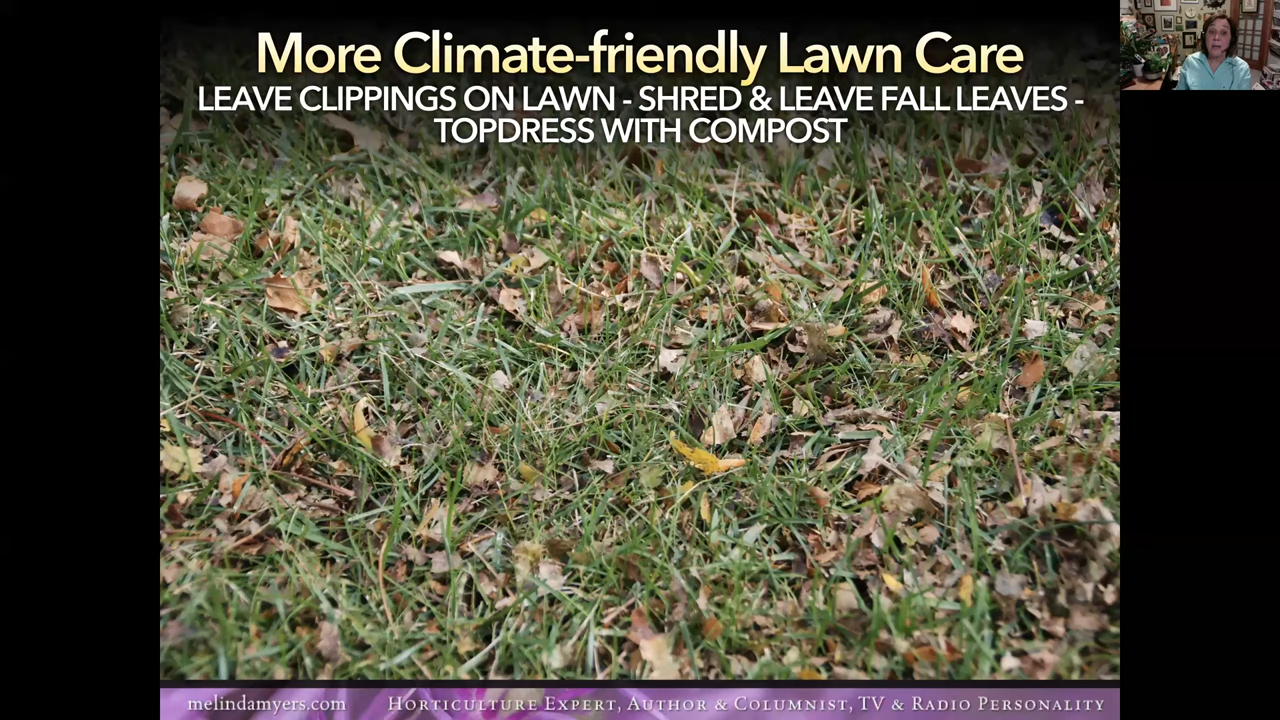 More Climate-friendly Lawn Care
LEAVE CLIPPINGS ON LAWN - SHRED & LEAVE FALL LEAVES -
TOPDRESS WITH COMPOST
melindamyers.com HORTICULTURE EXPERT, AUTHOR & COLUMNIST, TV & RADIO PERSONALITY